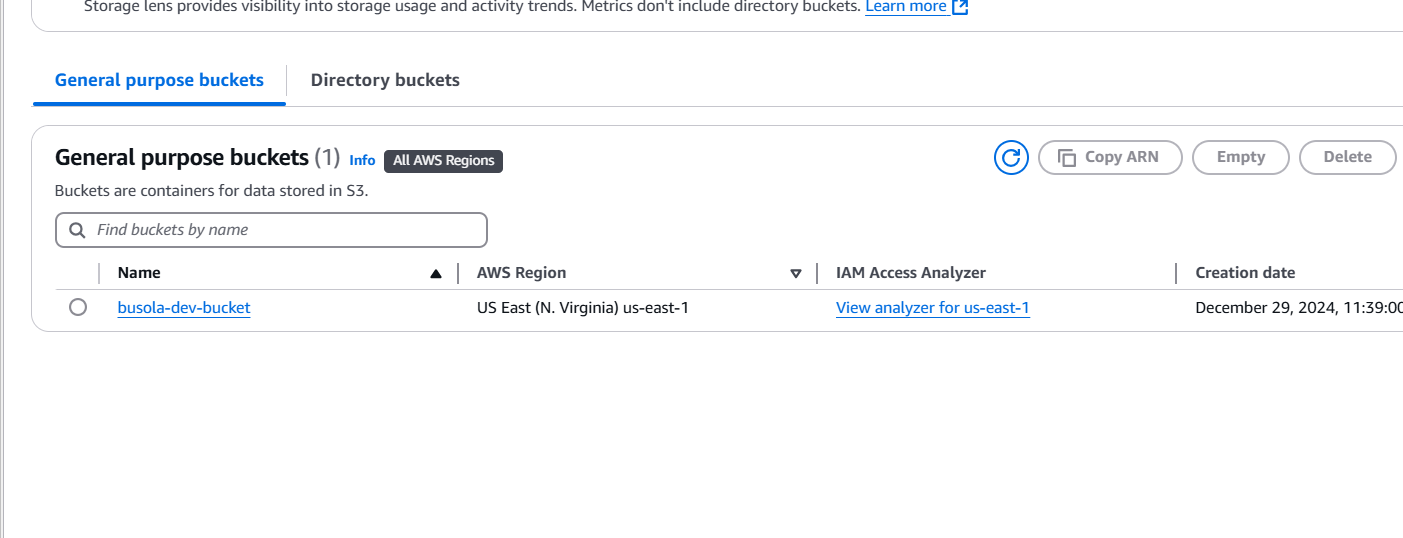 Storage lens provides visibility into storage usage and activity trends. Metrics don't include directory buckets. Learn more
General purpose buckets
Directory buckets
General purpose buckets (1) Info All AWS Regions
Copy ARN
Empty
Delete
Buckets are containers for data stored in S3.
Find buckets by name
Name AWS Region IAM Access Analyzer Creation date
busola-dev-bucket US East (N. Virginia) us-east-1 View analyzer for us-east-1 December 29, 2024, 11:39:00